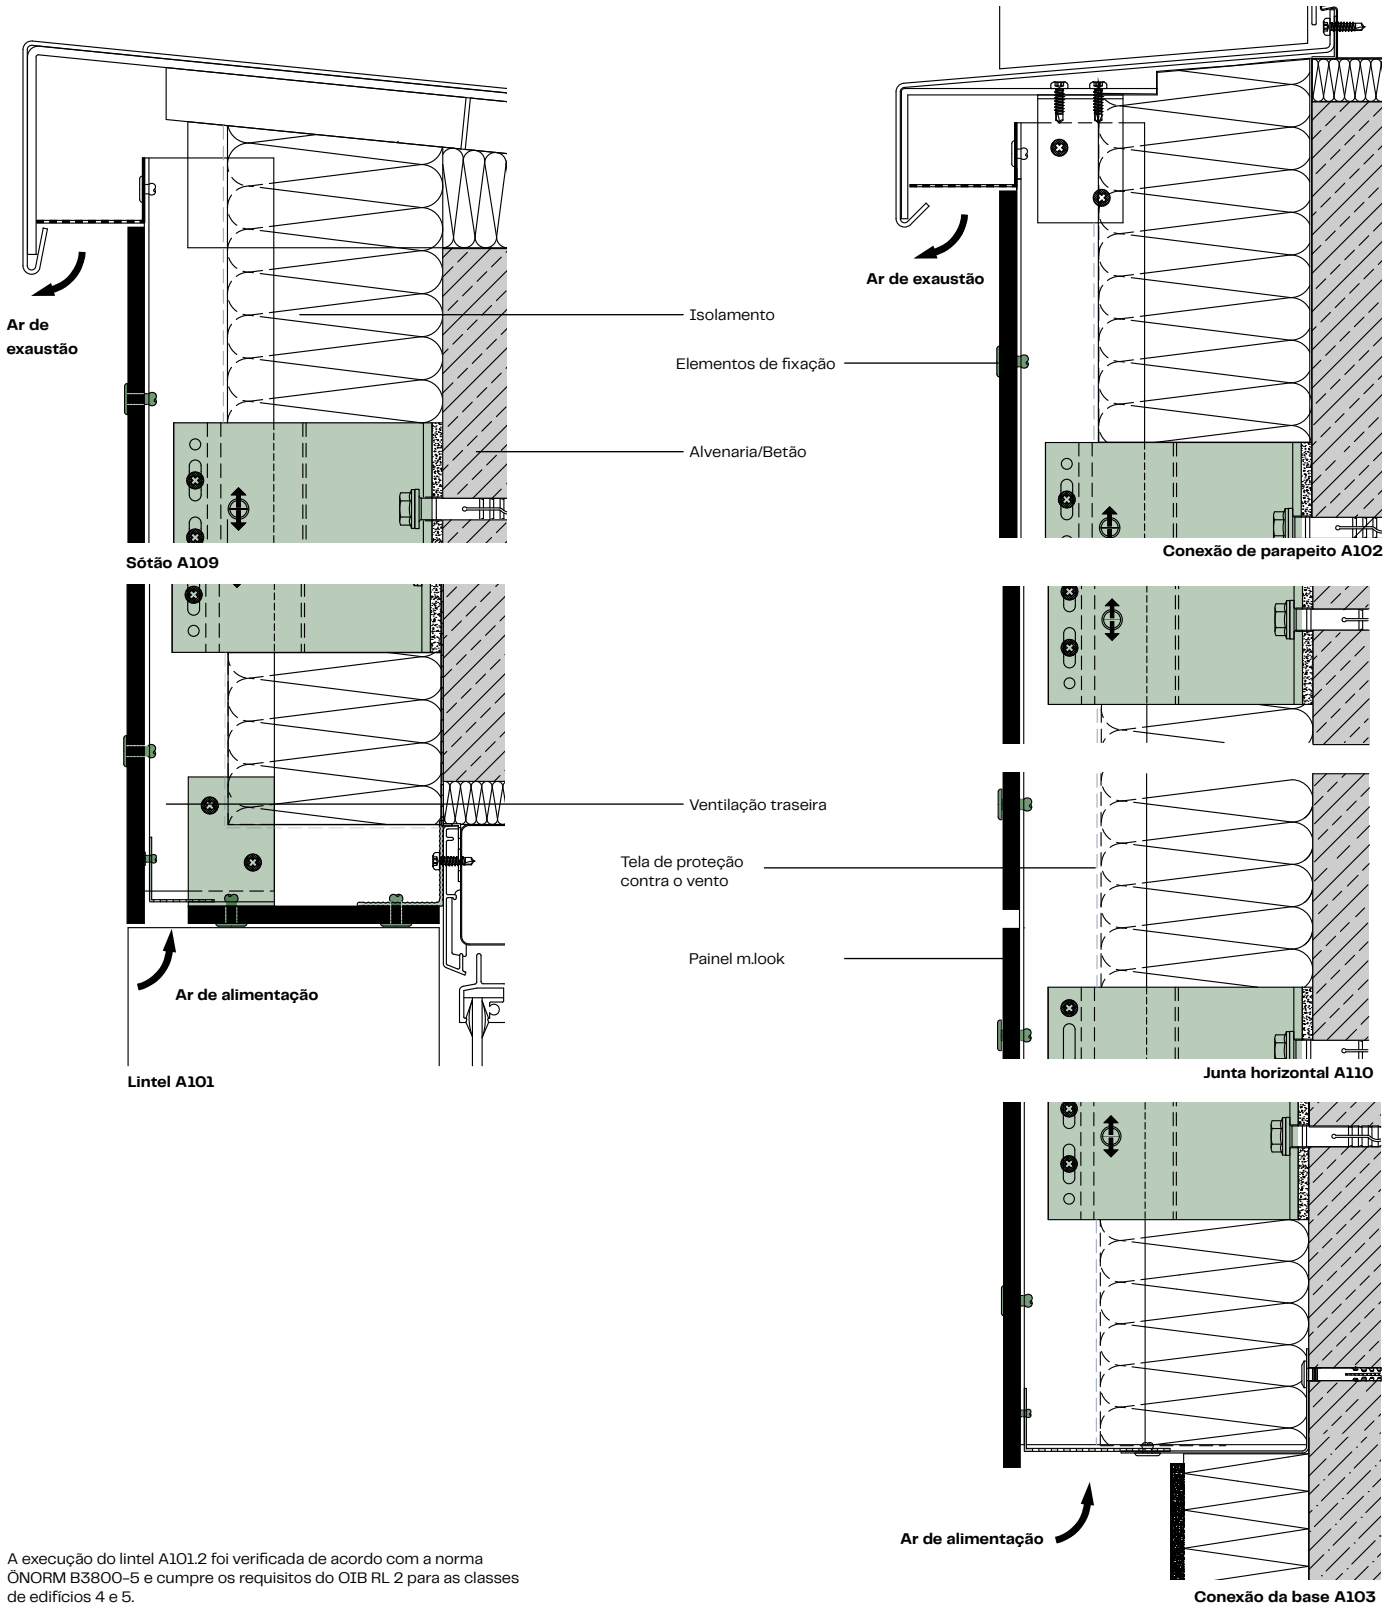 Ar de
exaustão
Ar de exaustão
Isolamento
Elementos de fixação
Alvenaria/Betão
Sótão A109
Conexão de parapeito A102
Ventilação traseira
Tela de proteção
contra o vento
Painel m.look
Ar de alimentação
Lintel A101
Junta horizontal A110
Ar de alimentação
A execução do lintel A101.2 foi verificada de acordo com a norma
ÖNORM B3800-5 e cumpre os requisitos do OIB RL 2 para as classes
de edifícios 4 e 5.
Conexão da base A103